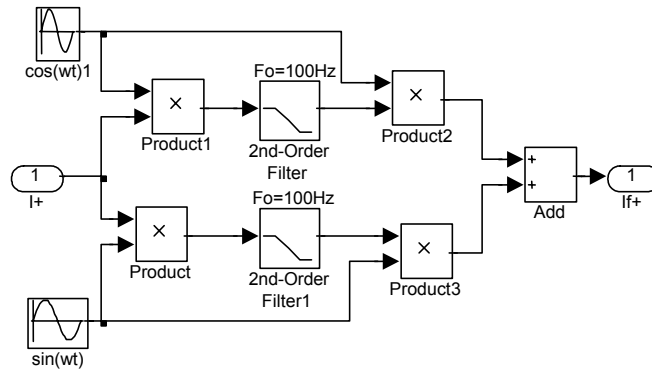 cos(wt)1
Fo=100Hz
×
Product1
2nd-Order
Filter
×
Product2
1
I+
+
+
Add
1
If+
Fo=100Hz
×
Product
2nd-Order
Filter1
×
Product3
sin(wt)